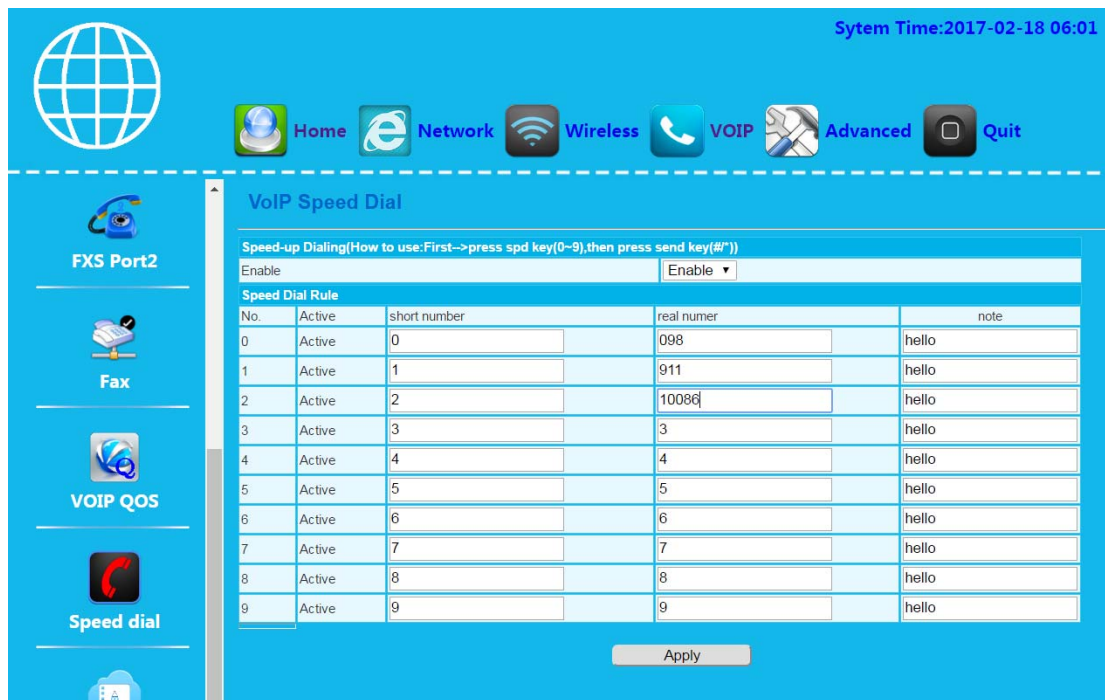 Sytem Time:2017-02-18 06:01
Home Network Wireless VOIP Advanced Quit
FXS Port2
Fax
VOIP QOS
Speed dial
VoIP Speed Dial
Speed-up Dialing(How to use:First-->press spd key(0~9),then press send key(#/*))
Enable Enable
Speed Dial Rule
No. Active short number real numer note
0 Active 0 098 hello
1 Active 1 911 hello
2 Active 2 10086 hello
3 Active 3 3 hello
4 Active 4 4 hello
5 Active 5 5 hello
6 Active 6 6 hello
7 Active 7 7 hello
8 Active 8 8 hello
9 Active 9 9 hello
Apply